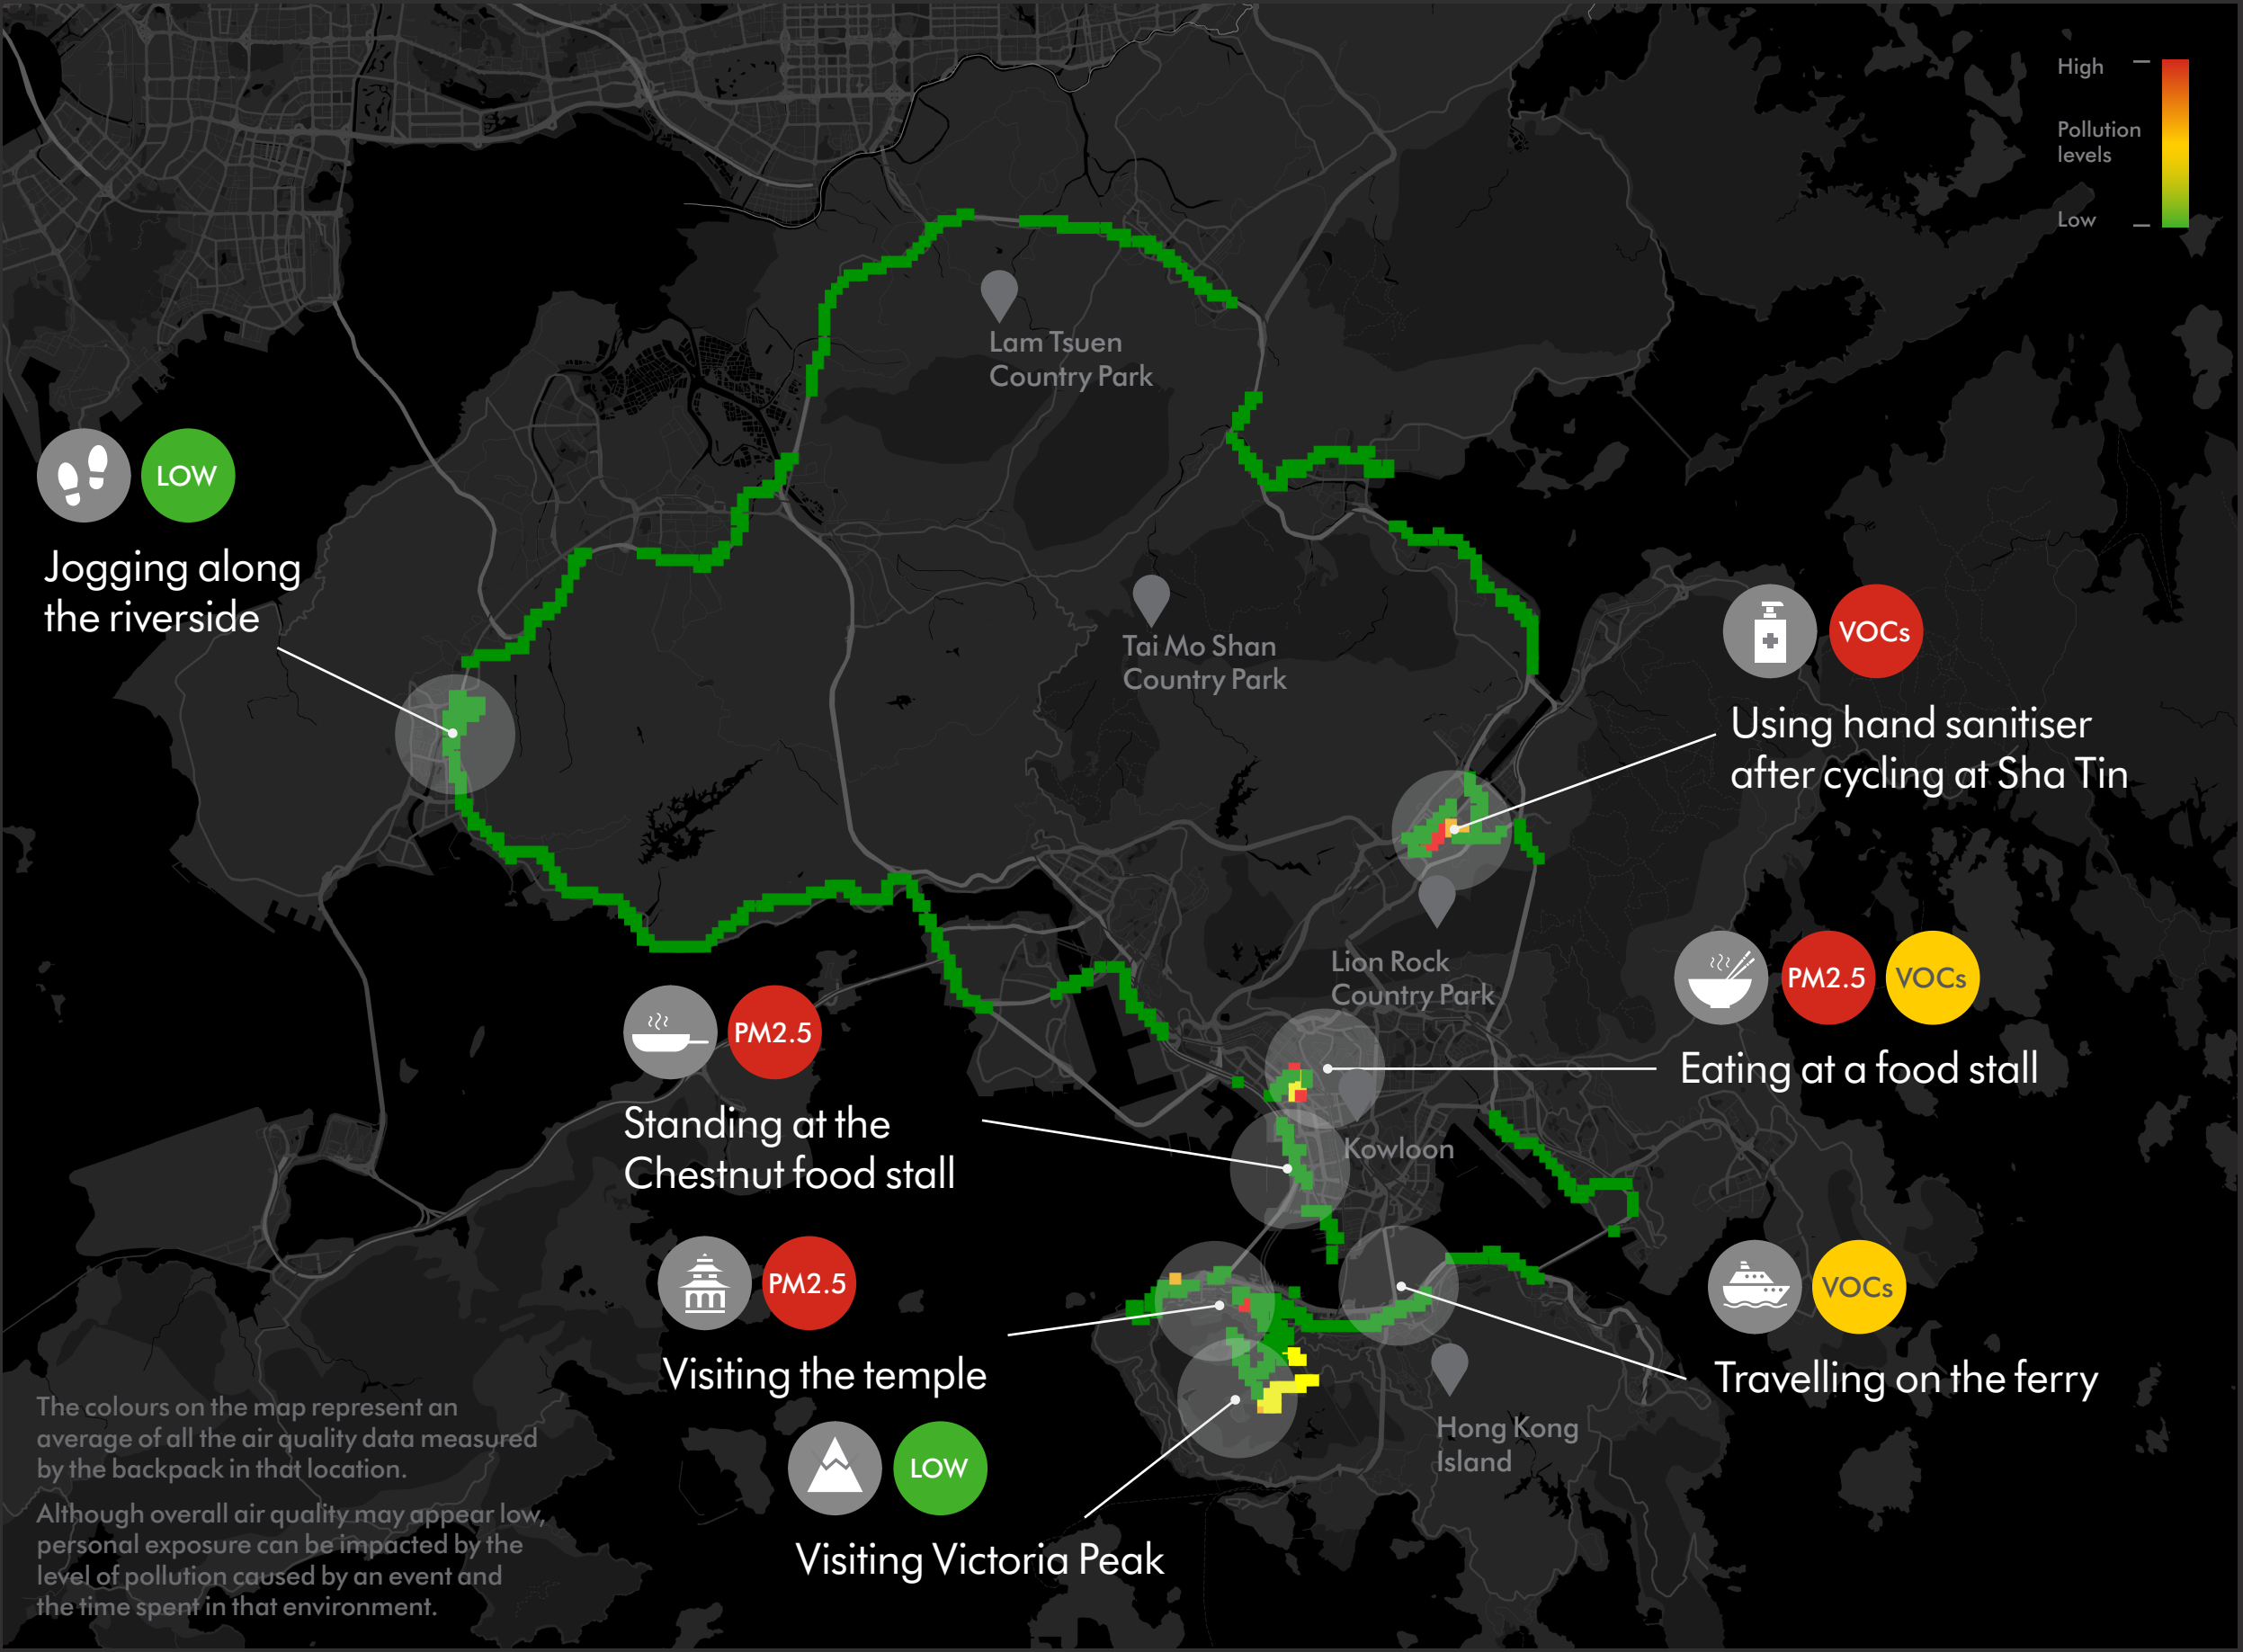 High
Pollution
levels
Low
Lam Tsuen
Country Park
LOW
Jogging along
the riverside
Tai Mo Shan
Country Park
VOCs
Using hand sanitiser
after cycling at Sha Tin
Lion Rock
Country Park
PM2.5
VOCs
Eating at a food stall
PM2.5
Standing at the
Chestnut food stall
Kowloon
PM2.5
Visiting the temple
VOCs
Travelling on the ferry
Hong Kong
Island
LOW
Visiting Victoria Peak
The colours on the map represent an
average of all the air quality data measured
by the backpack in that location.
Although overall air quality may appear low,
personal exposure can be impacted by the
level of pollution caused by an event and
the time spent in that environment.